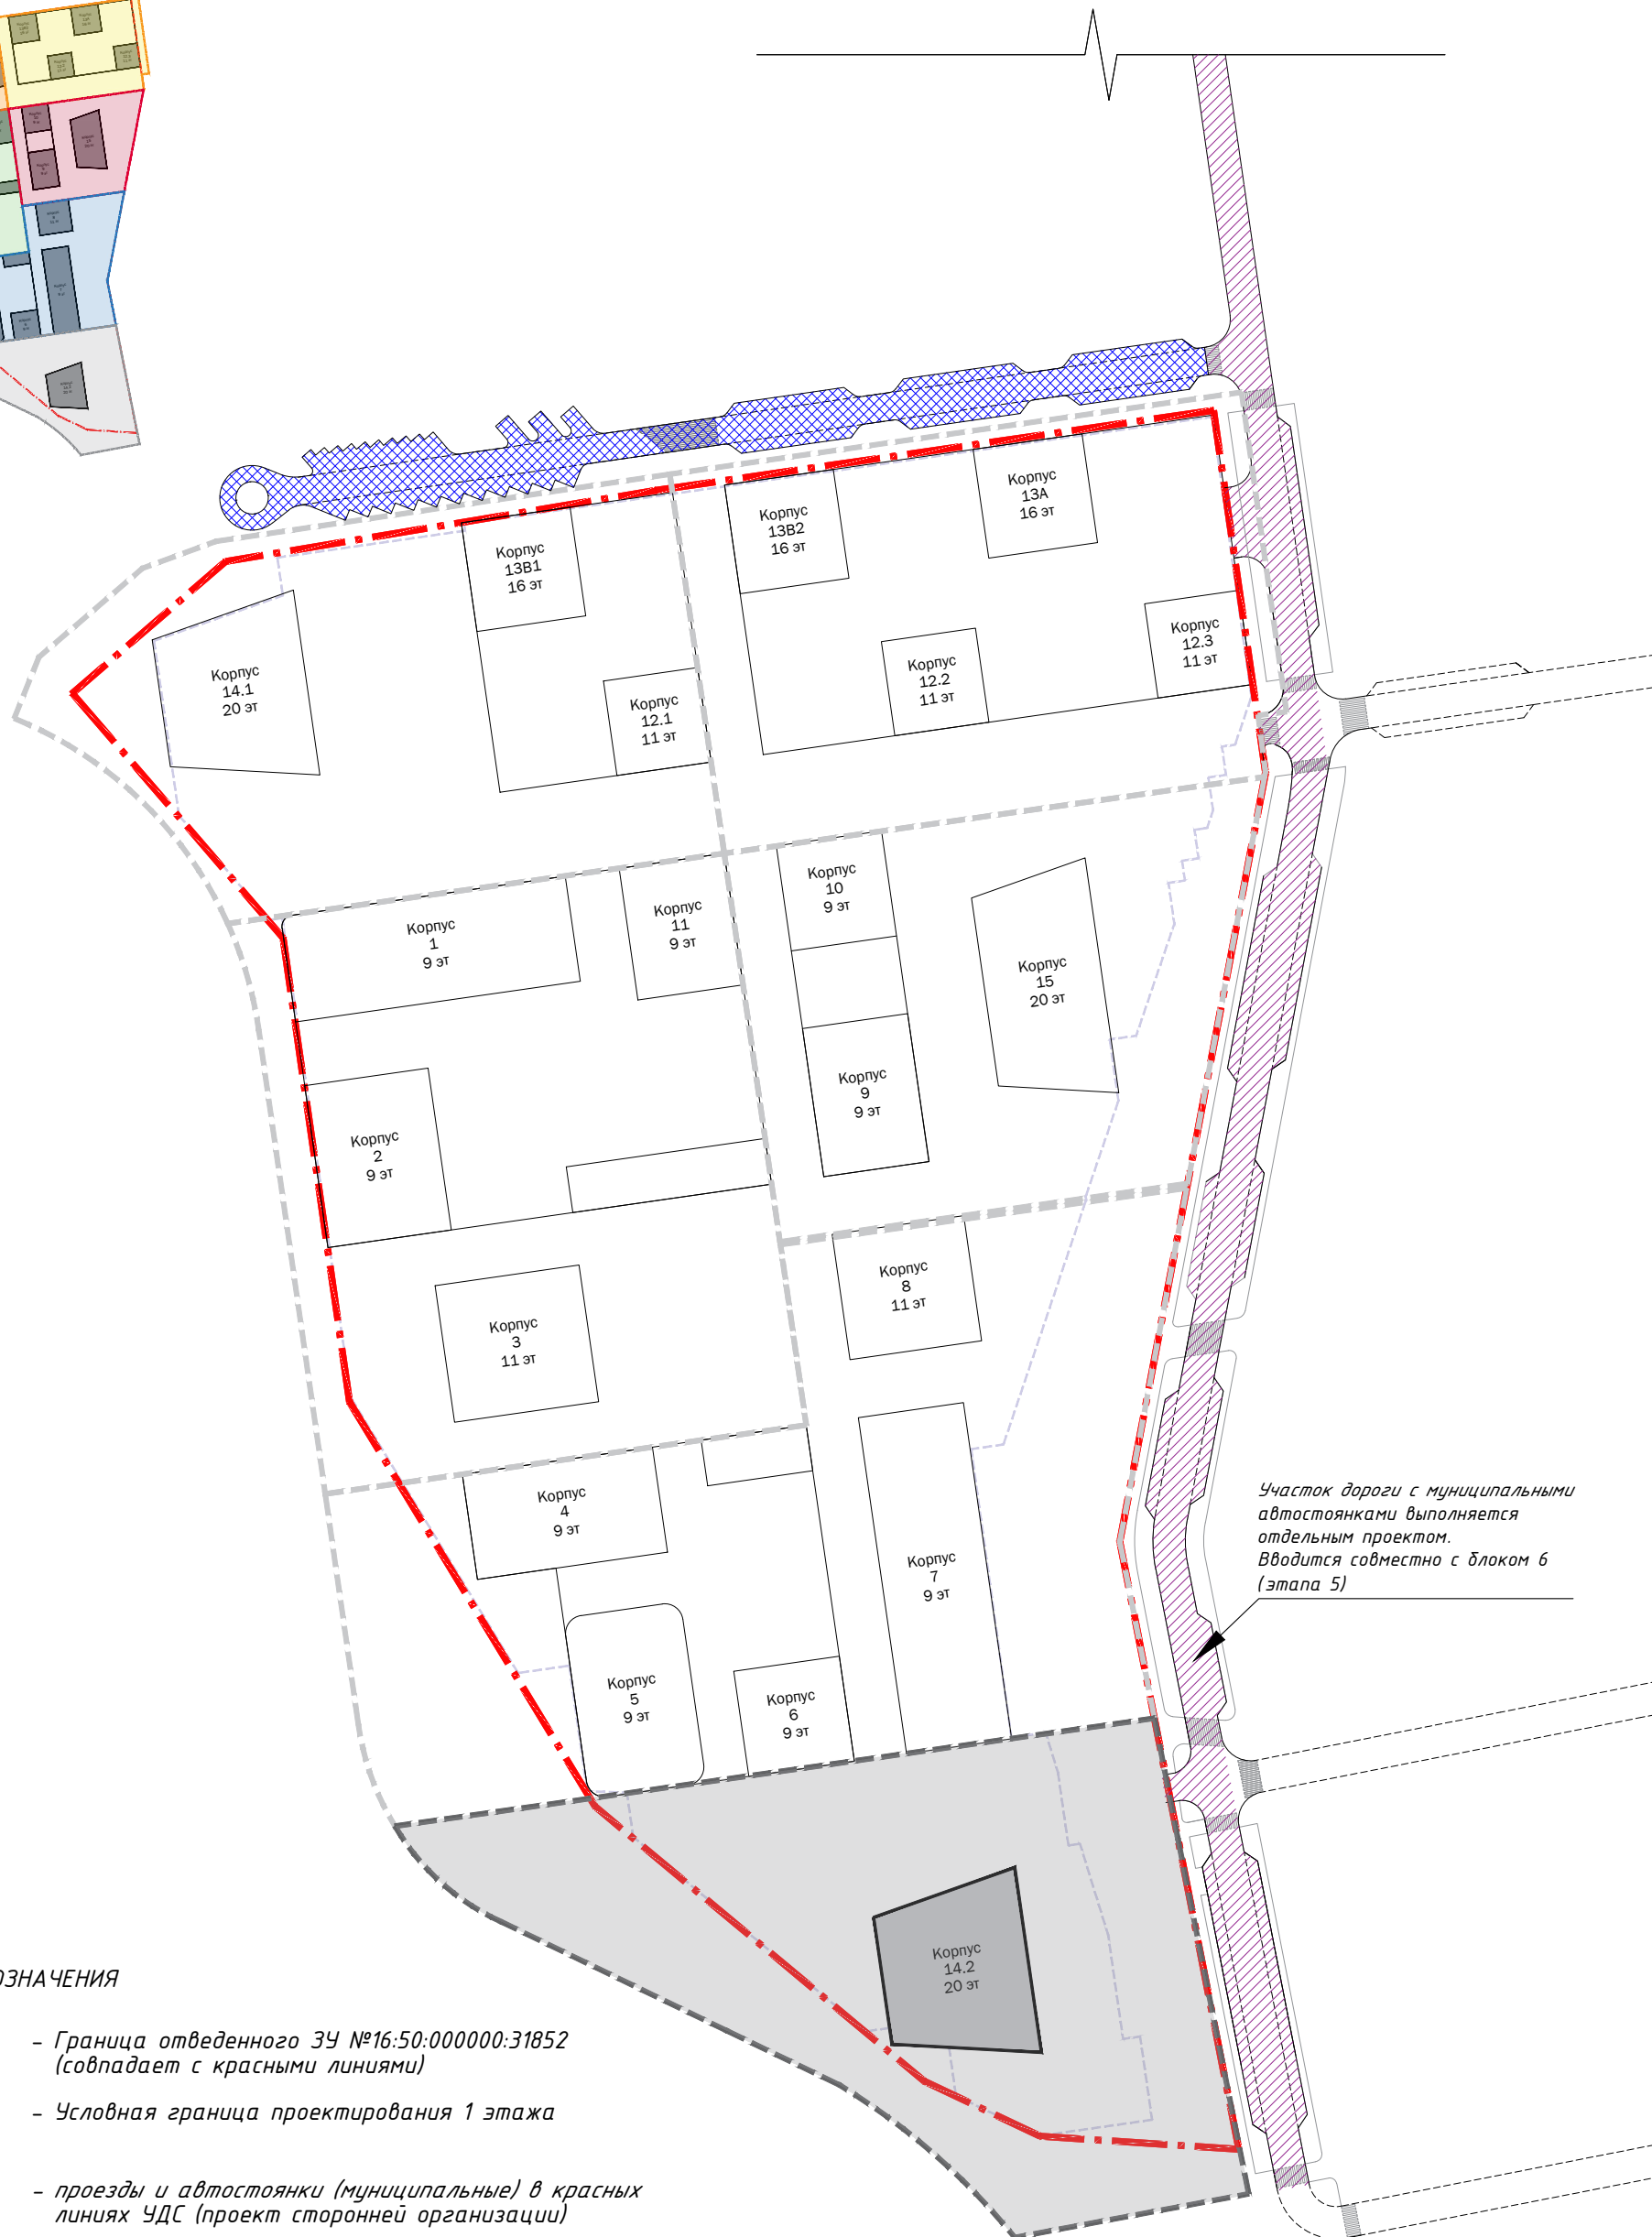 Корпус
13А
16 эт
Корпус
13В2
16 эт
Корпус
13В1
16 эт
Корпус
12.3
11 эт
Корпус
12.2
11 эт
Корпус
12.1
11 эт
Корпус
14.1
20 эт
Корпус
10
9 эт
Корпус
11
9 эт
Корпус
1
9 эт
Корпус
15
20 эт
Корпус
9
9 эт
Корпус
2
9 эт
Корпус
8
11 эт
Корпус
3
11 эт
Корпус
4
9 эт
Корпус
7
9 эт
Корпус
5
9 эт
Корпус
6
9 эт
Участок дороги с муниципальными
автостоянками выполняется
отдельным проектом.
Вводится совместно с блоком 6
(этапа 5)
Корпус
14.2
20 эт
ОЗНАЧЕНИЯ
- Граница отведенного ЗУ №16:50:000000:31852
(совпадает с красными линиями)
- Условная граница проектирования 1 этажа
- проезды и автостоянки (муниципальные) в красных
линиях УДС (проект сторонней организации)